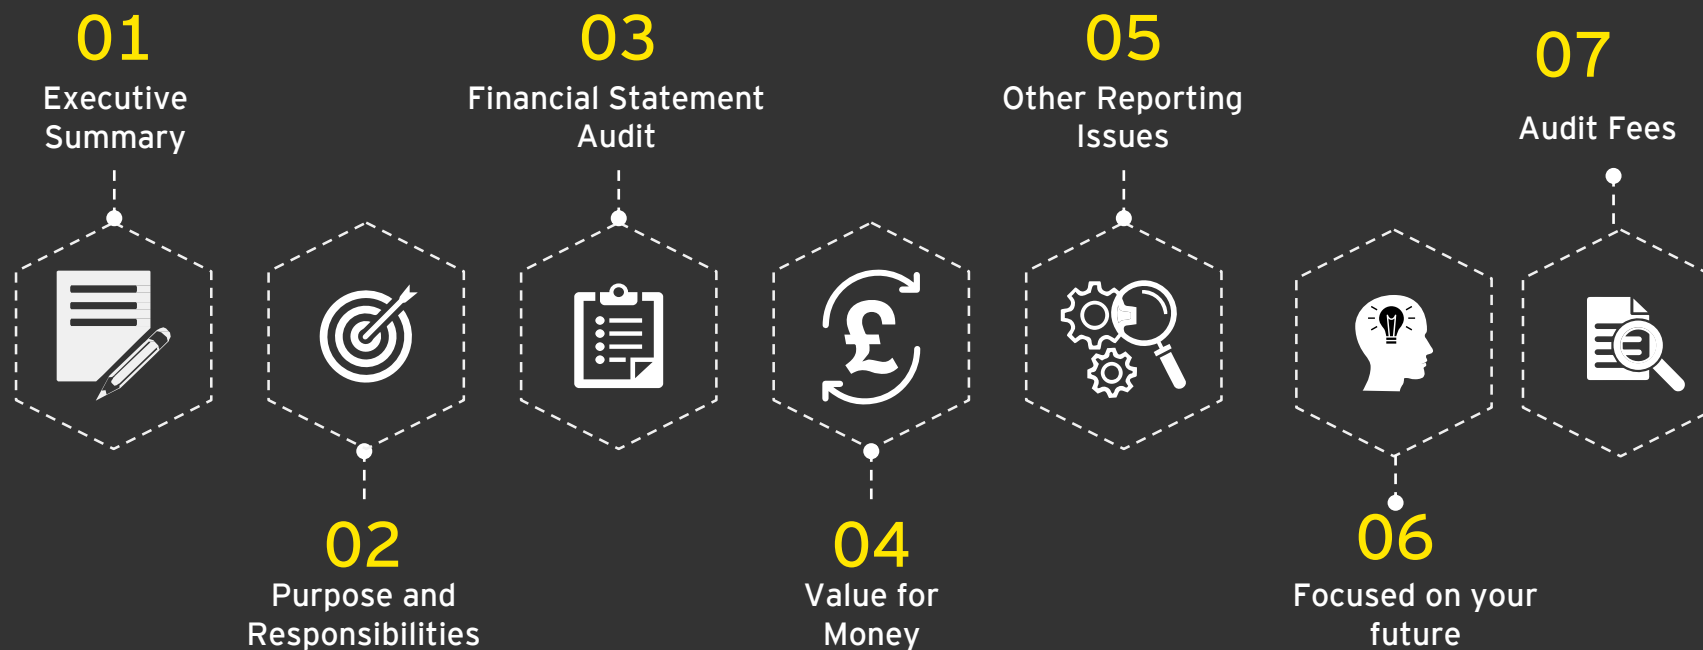 01
Executive
Summary
02
Purpose and
Responsibilities
03
Financial Statement
Audit
04
Value for
Money
05
Other Reporting
Issues
06
Focused on your
future
07
Audit Fees
£